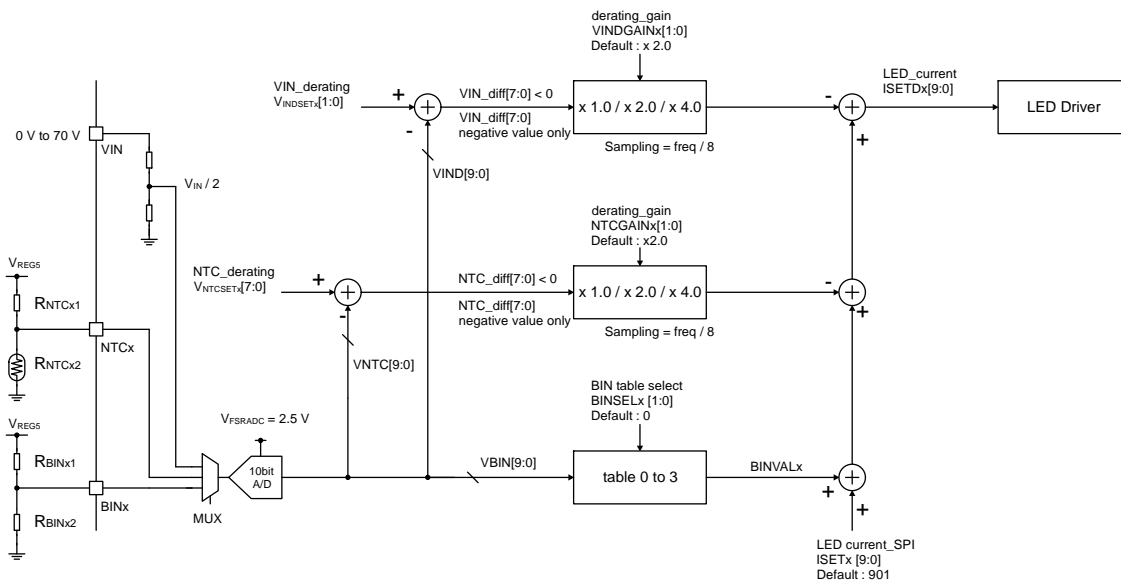 derating_gain
VINDGAINx[1:0]
Default : x 2.0
VIN_derating
VINDSETx[1:0]
+
-
VIN_diff[7:0] < 0
VIN_diff[7:0]
negative value only
x 1.0 / x 2.0 / x 4.0
Sampling = freq / 8
-
+
LED_current
ISETDx[9:0]
LED Driver
0 V to 70 V
VIN
VIN / 2
VIND[9:0]
derating_gain
NTCGAINx[1:0]
Default : x2.0
NTC_derating
VNTCSETx[7:0]
+
-
NTC_diff[7:0] < 0
NTC_diff[7:0]
negative value only
x 1.0 / x 2.0 / x 4.0
Sampling = freq / 8
-
+
VREG5
RNTCx1
NTCx
RNTCx2
VNTC[9:0]
BIN table select
BINSELx [1:0]
Default : 0
VREG5
RBINx1
BINx
RBINx2
MUX
VFSRADC = 2.5 V
10bit
A/D
VBIN[9:0]
table 0 to 3
BINVALx
+
+
LED current_SPI
ISETx [9:0]
Default : 901